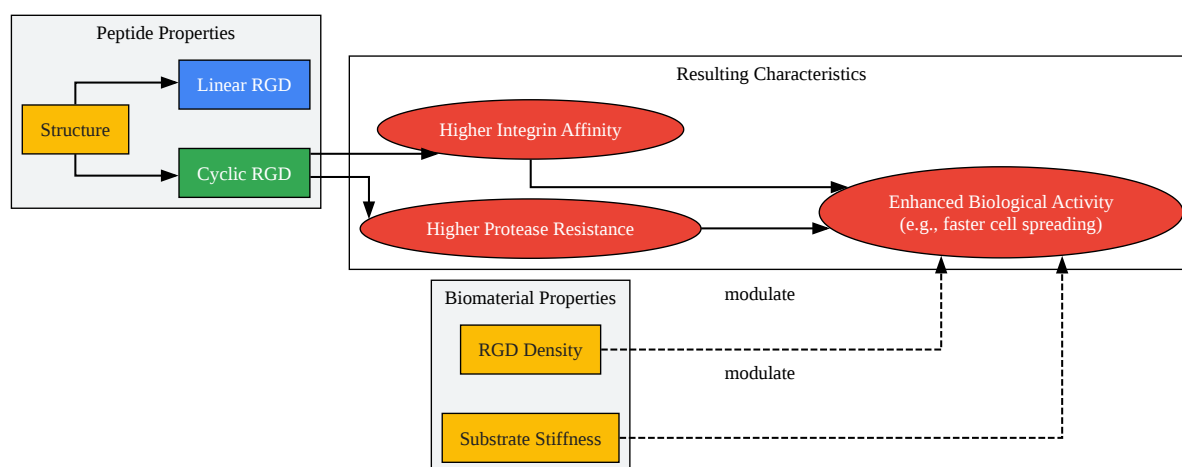 Peptide Properties
Linear RGD
Structure
Cyclic RGD
Resulting Characteristics
Higher Integrin Affinity
Higher Protease Resistance
Enhanced Biological Activity
(e.g., faster cell spreading)
Biomaterial Properties
RGD Density
Substrate Stiffness
modulate
modulate